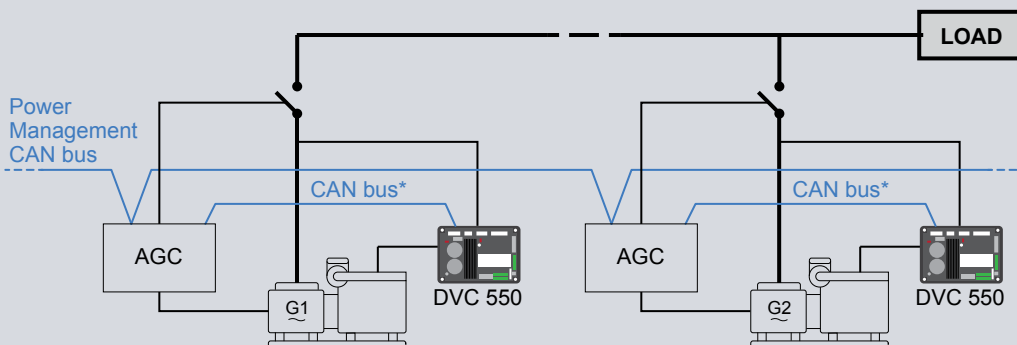 LOAD
Power
Management
CAN bus
CAN bus*
CAN bus*
AGC
DVC 550
G1
~
AGC
DVC 550
G2
~